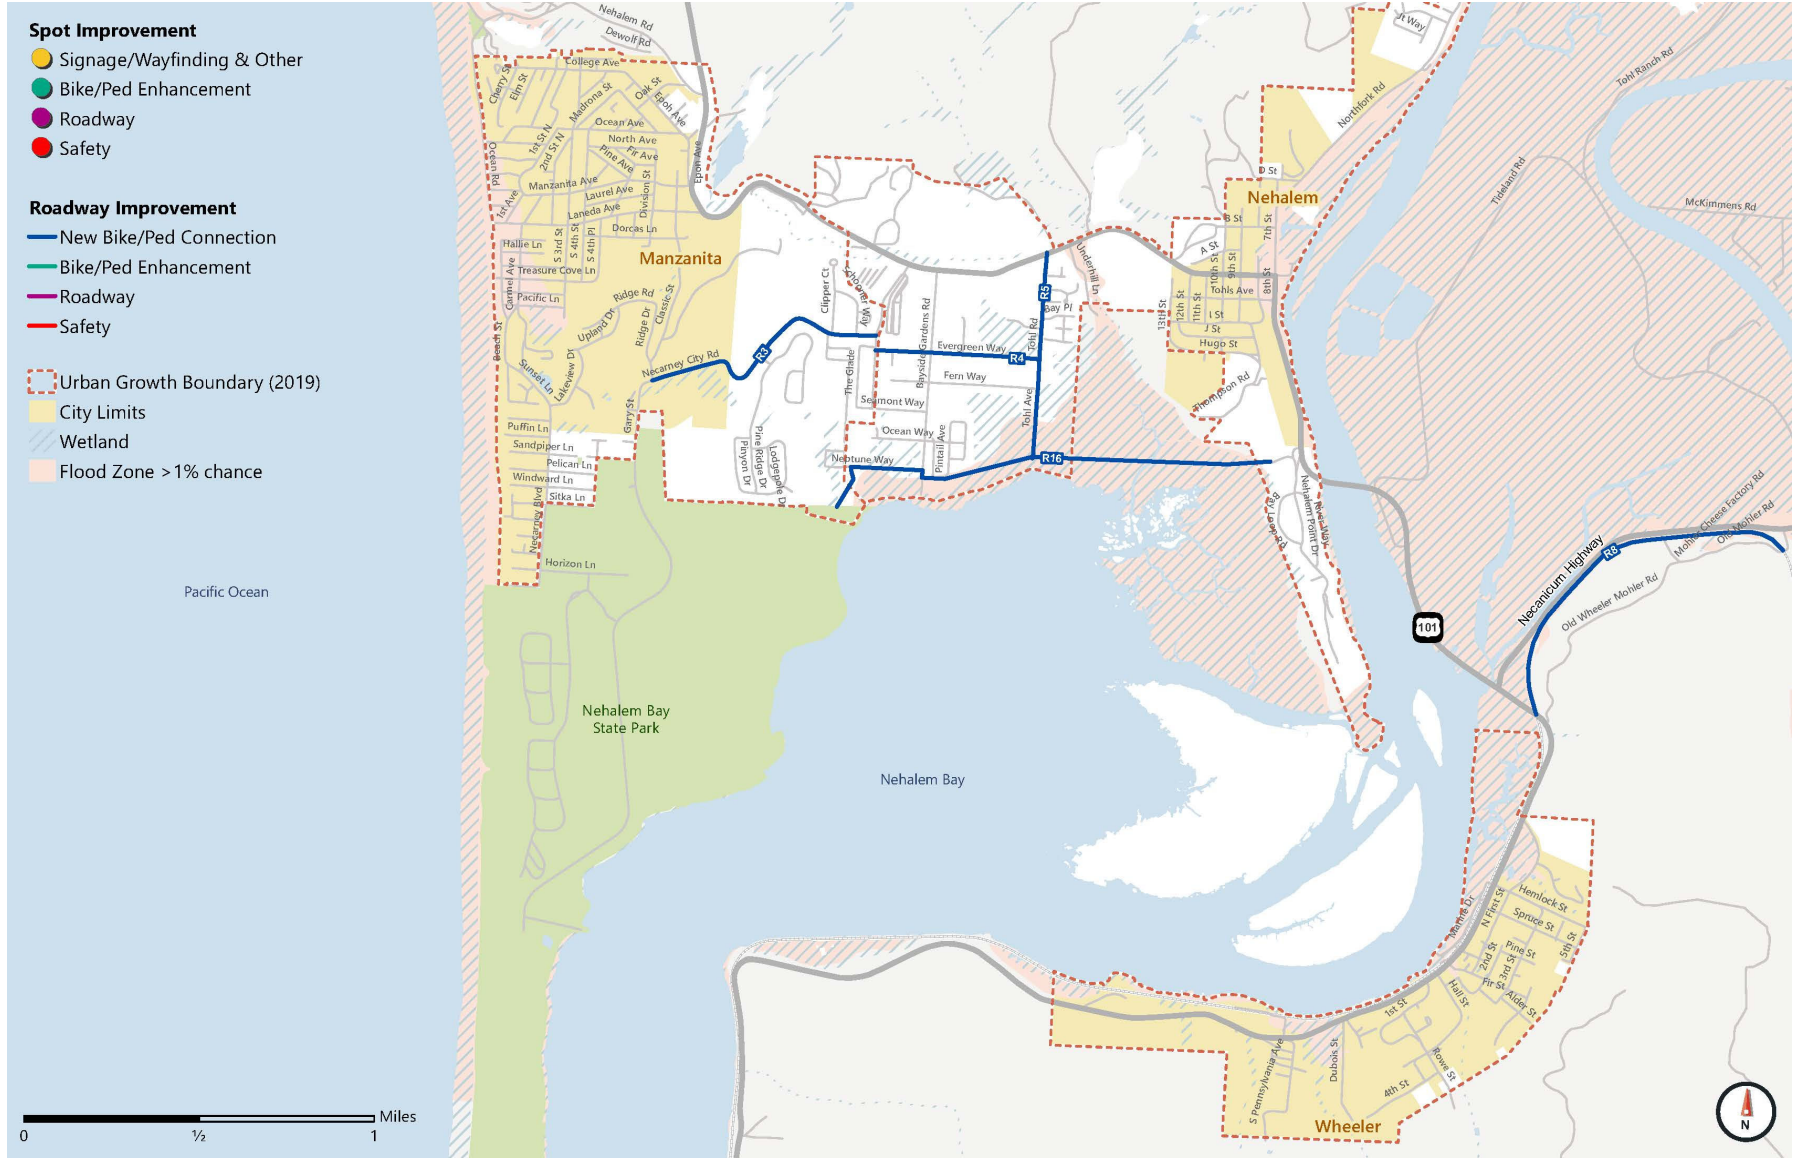 Spot Improvement
Signage/Wayfinding & Other
Bike/Ped Enhancement
Roadway
Safety
Roadway Improvement
New Bike/Ped Connection
Bike/Ped Enhancement
Roadway
Safety
Urban Growth Boundary (2019)
City Limits
Wetland
Flood Zone >1% chance
Nehalem Rd
Dewolf Rd
College Ave
Cherry St
Elm St
Madrona St
Oak St
Epoh Ave
Ocean Ave
North Ave
Fir Ave
Pine Ave
1st St N
2nd St N
Ocean Rd
Manzanita Ave
Laurel Ave
Division St
Epoh Ave
1st Ave
Laneda Ave
Dorcas Ln
S 3rd St
S 4th St
S 4th Pl
Hallie Ln
Manzanita
Treasure Cove Ln
Carmel Ave
Pacific Ln
Ridge Rd
Classic St
Upland Dr
Ridge Dr
Beach St
Sunset Ln
Lakeview Dr
Necarney City Rd
Gary St
Puffin Ln
Sandpiper Ln
Pelican Ln
Windward Ln
Sitka Ln
Necarney Blvd
Horizon Ln
Clipper Ct
Schooner Way
The Glade
Bayside Gardens Rd
Evergreen Way
Fern Way
Seamont Way
Ocean Way
Pintail Ave
Neptune Way
Pine Ridge Dr
Pinyon Dr
Lodgepole Dr
Tohl Rd
Tohl Ave
Bay Pl
Underhill Ln
R3
R4
R5
R16
R8
Jt Way
Northfork Rd
Tohl Ranch Rd
Tideland Rd
McKimmens Rd
D St
Nehalem
B St
7th St
A St
10th St
9th St
8th St
Tohls Ave
13th St
12th St
11th St
I St
J St
Hugo St
Thompson Rd
Bay Loop Rd
Nehalem Point Dr
River Way
Necanicum Highway
Mohler Cheese Factory Rd
Old Mohler Rd
Old Wheeler Mohler Rd
101
Pacific Ocean
Nehalem Bay
State Park
Nehalem Bay
Marine Dr
N First St
Hemlock St
Spruce St
Pine St
5th St
2nd St
3rd St
Fir St
Alder St
Hall St
1st St
Rowe St
4th St
Dubois St
S Pennsylvania Ave
Wheeler
Miles
0
½
1
N